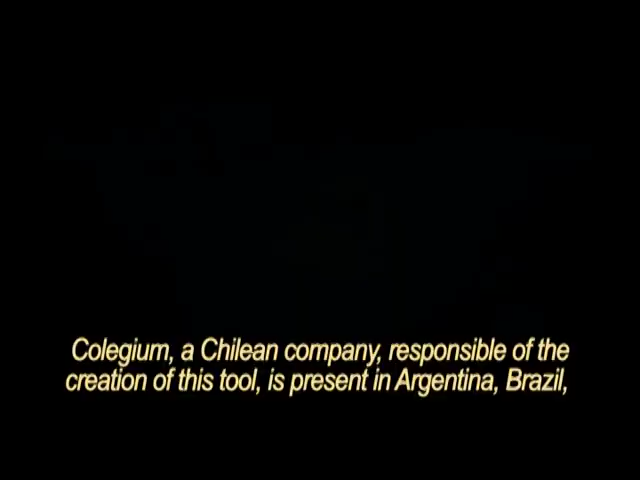 Colegium, a Chilean company, responsible of the
creation of this tool, is present in Argentina, Brazil,